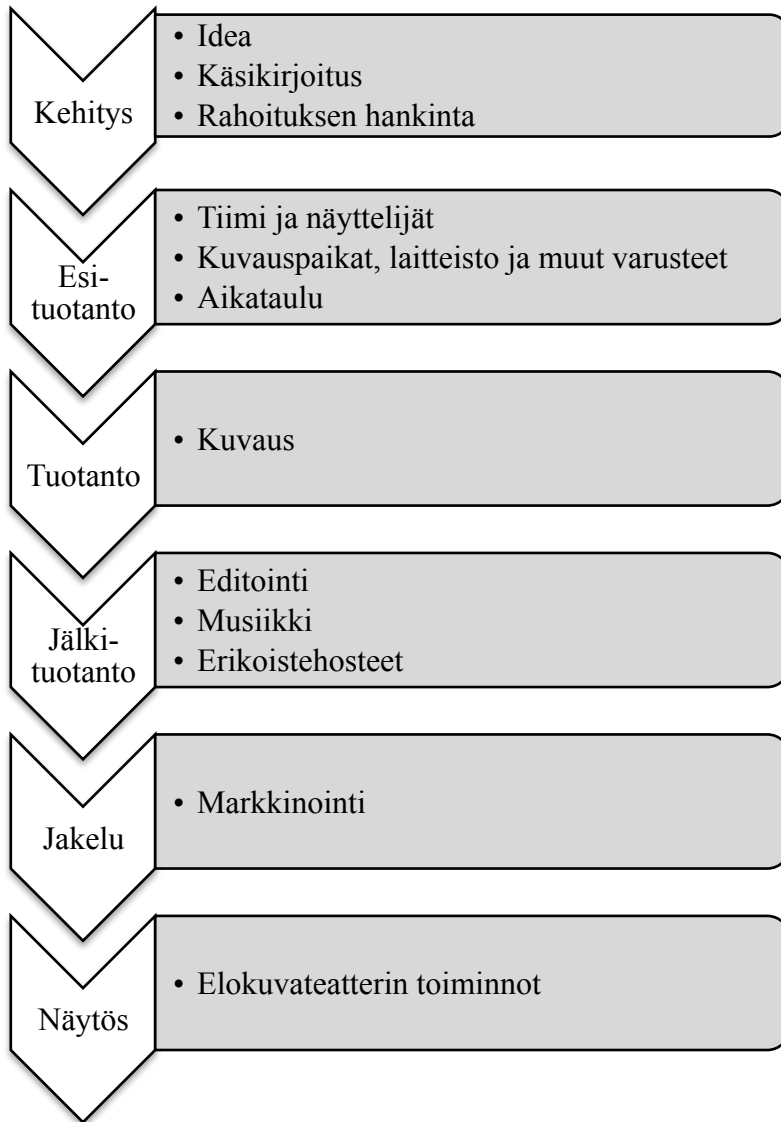 Kehitys
• Idea
• Käsikirjoitus
• Rahoituksen hankinta
Esi-
tuotanto
• Tiimi ja näyttelijät
• Kuvauspaikat, laitteisto ja muut varusteet
• Aikataulu
Tuotanto
• Kuvaus
Jälki-
tuotanto
• Editointi
• Musiikki
• Erikoistehosteet
Jakelu
• Markkinointi
Näytös
• Elokuvateatterin toiminnot